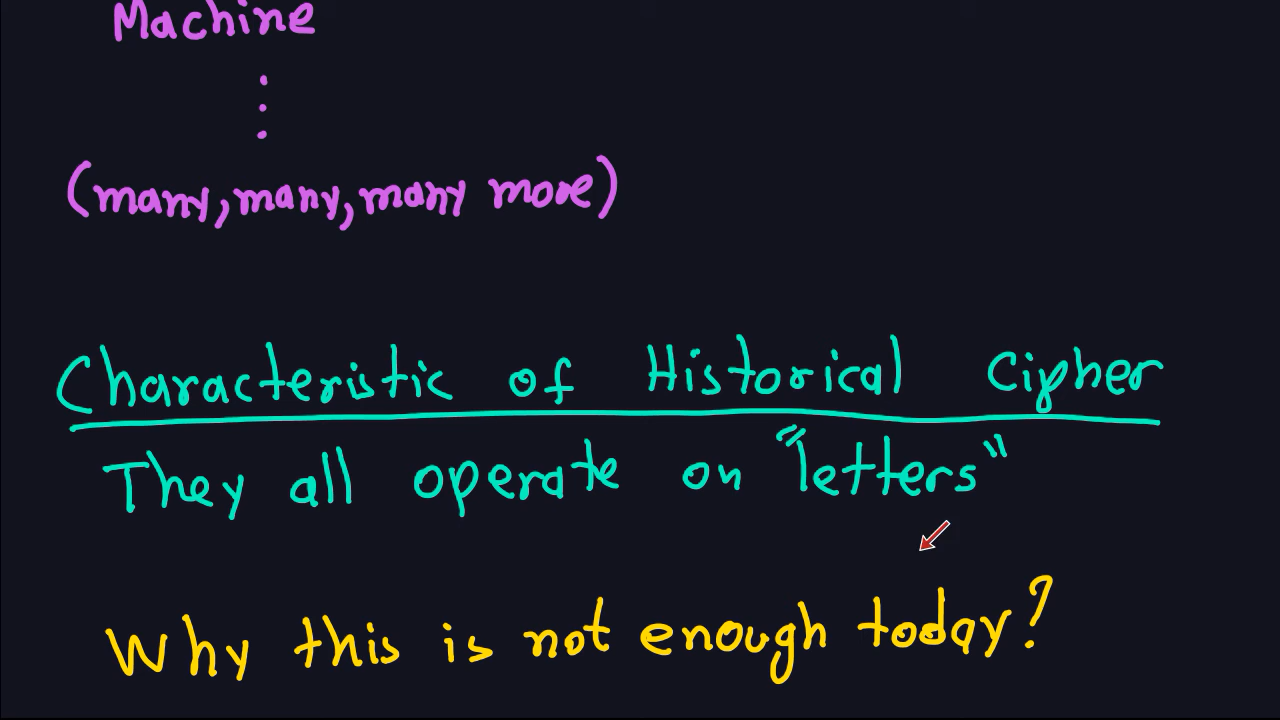 Machine
⋮
(many, many, many more)
Characteristic of Historical Cipher
They all operate on "letters"
Why this is not enough today?